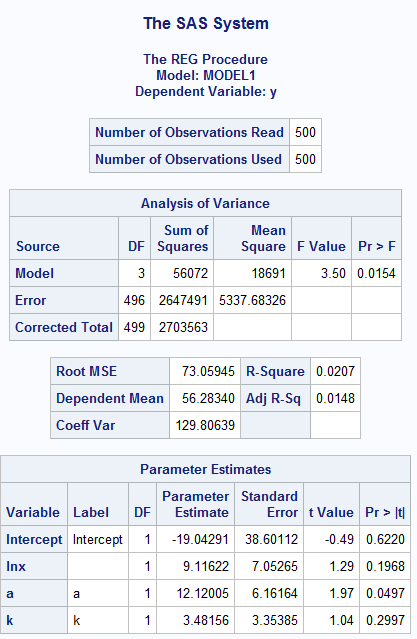 The SAS System
The REG Procedure
Model: MODEL1
Dependent Variable: y
Number of Observations Read 500
Number of Observations Used 500
Analysis of Variance
Source DF Sum of Squares Mean Square F Value Pr > F
Model 3 56072 18691 3.50 0.0154
Error 496 2647491 5337.68326
Corrected Total 499 2703563
Root MSE 73.05945 R-Square 0.0207
Dependent Mean 56.28340 Adj R-Sq 0.0148
Coeff Var 129.80639
Parameter Estimates
Variable Label DF Parameter Estimate Standard Error t Value Pr > |t|
Intercept Intercept 1 -19.04291 38.60112 -0.49 0.6220
lnx 1 9.11622 7.05265 1.29 0.1968
a a 1 12.12005 6.16164 1.97 0.0497
k k 1 3.48156 3.35385 1.04 0.2997